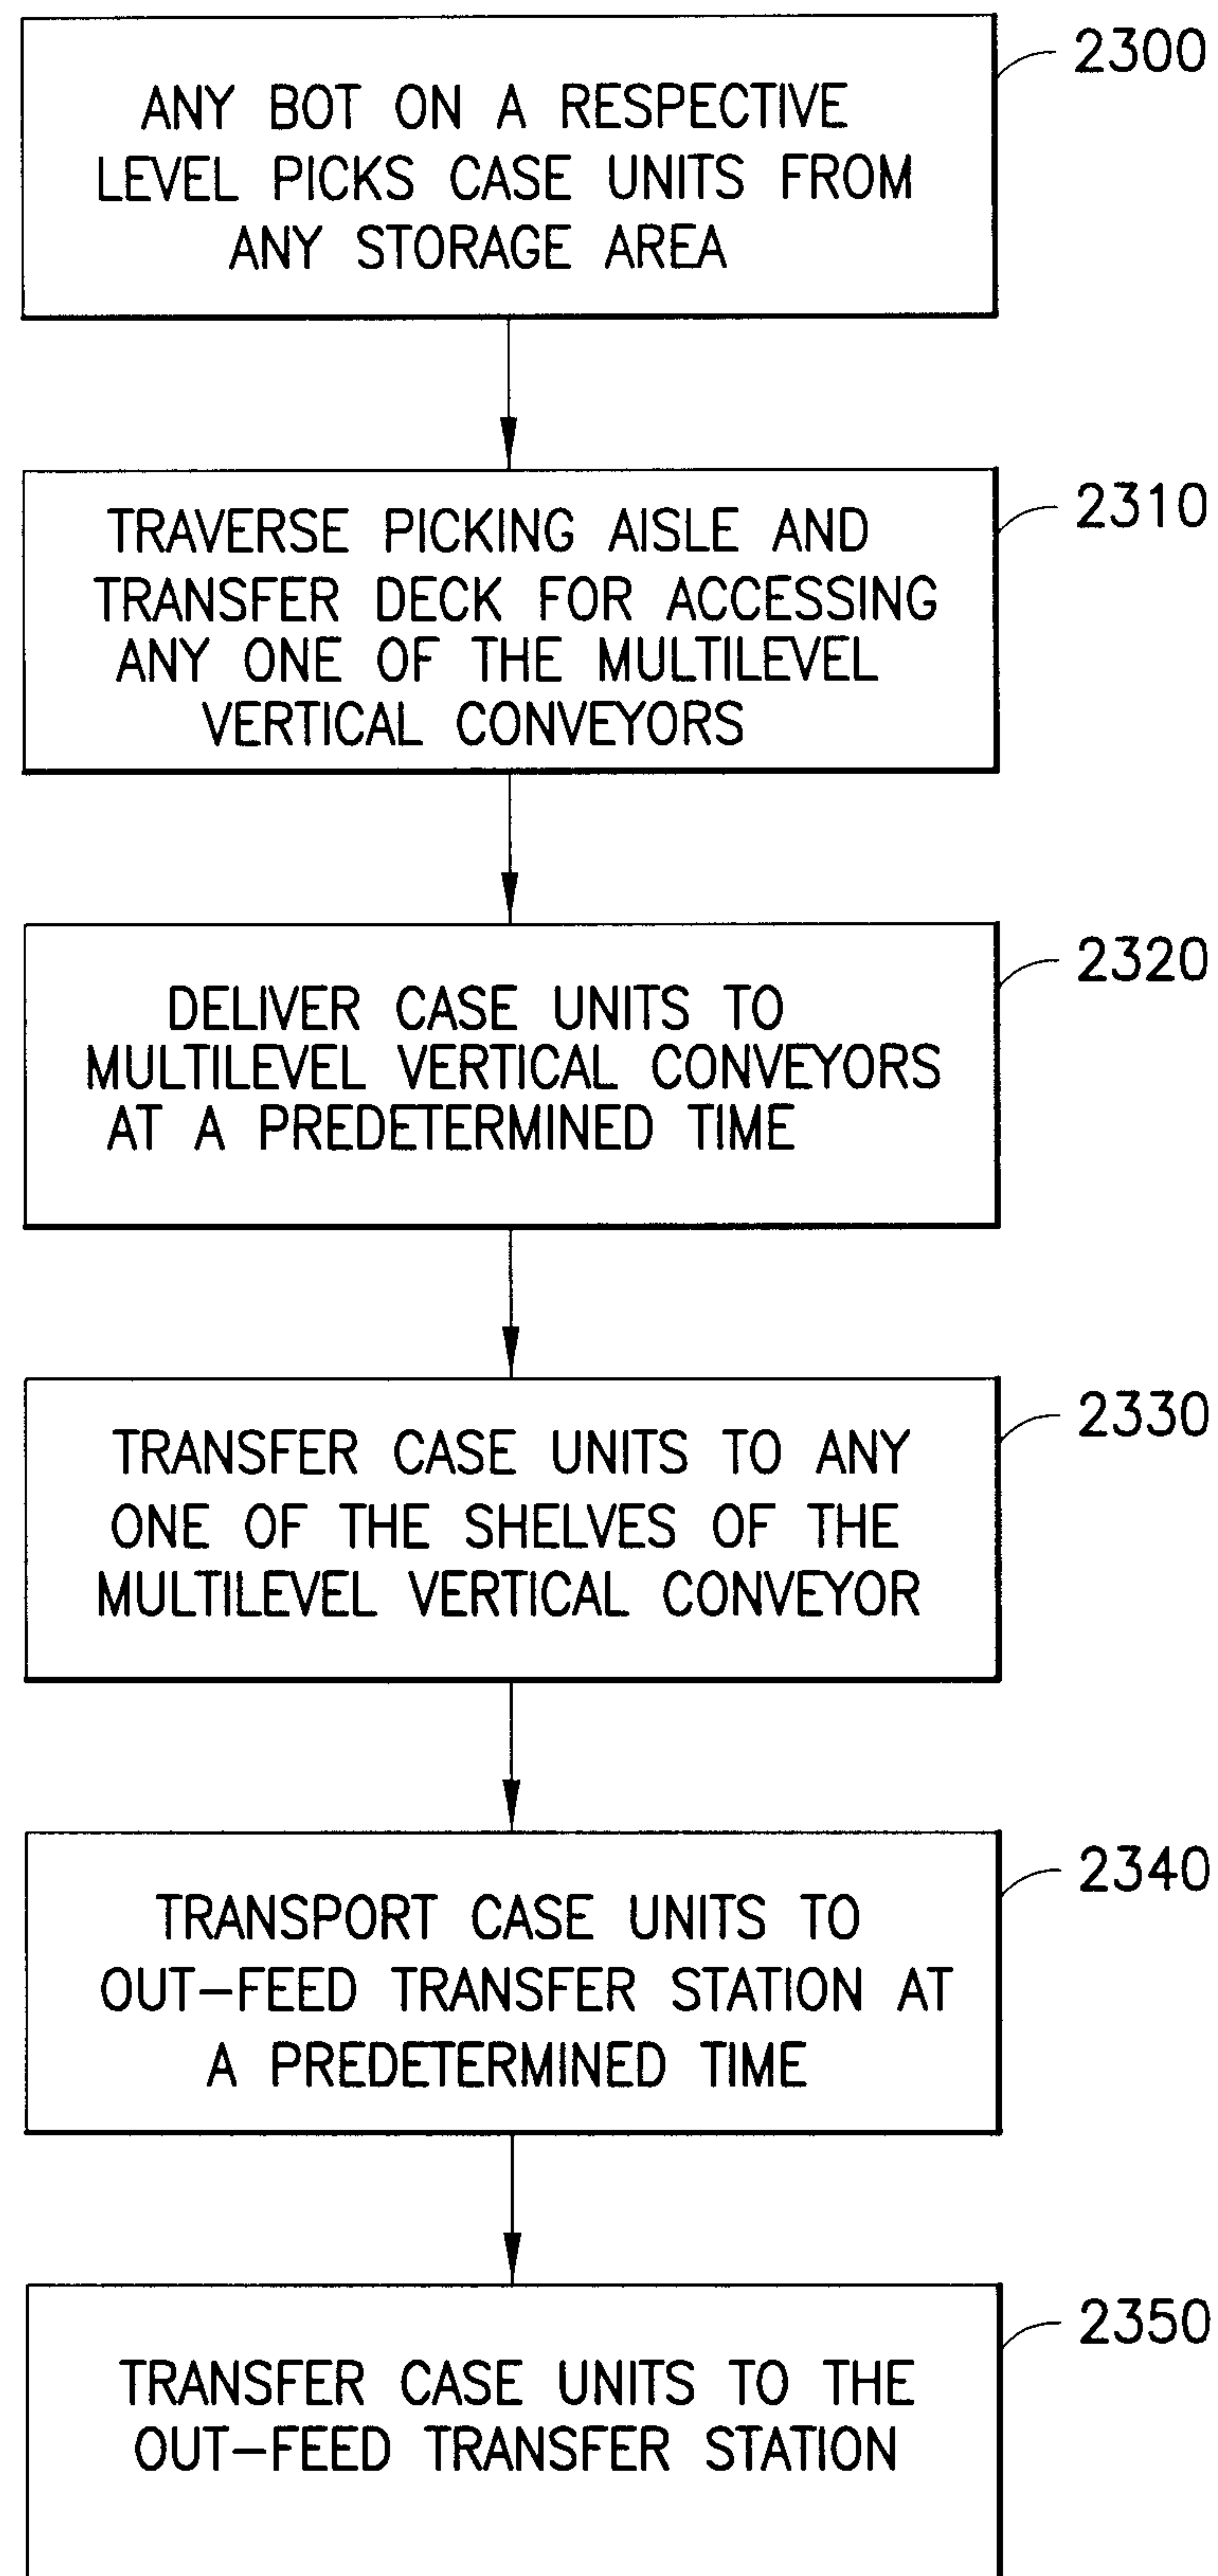 2300
ANY BOT ON A RESPECTIVE
LEVEL PICKS CASE UNITS FROM
ANY STORAGE AREA
2310
TRAVERSE PICKING AISLE AND
TRANSFER DECK FOR ACCESSING
ANY ONE OF THE MULTILEVEL
VERTICAL CONVEYORS
2320
DELIVER CASE UNITS TO
MULTILEVEL VERTICAL CONVEYORS
AT A PREDETERMINED TIME
2330
TRANSFER CASE UNITS TO ANY
ONE OF THE SHELVES OF THE
MULTILEVEL VERTICAL CONVEYOR
2340
TRANSPORT CASE UNITS TO
OUT-FEED TRANSFER STATION AT
A PREDETERMINED TIME
2350
TRANSFER CASE UNITS TO THE
OUT-FEED TRANSFER STATION